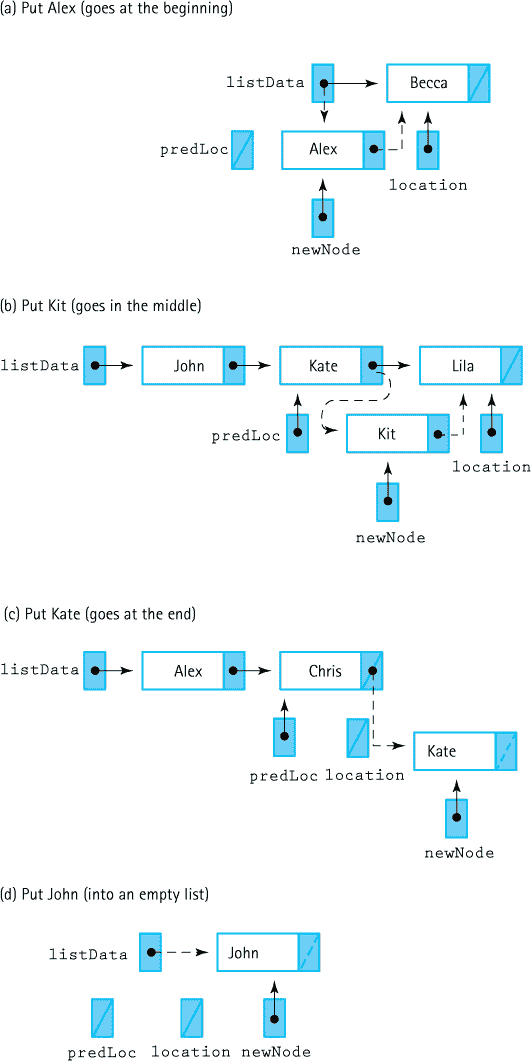 (a) Put Alex (goes at the beginning)
listData
Becca
predLoc
Alex
location
newNode
(b) Put Kit (goes in the middle)
listData
John
Kate
Lila
predLoc
Kit
location
newNode
(c) Put Kate (goes at the end)
listData
Alex
Chris
predLoc
location
Kate
newNode
(d) Put John (into an empty list)
listData
John
predLoc
location
newNode